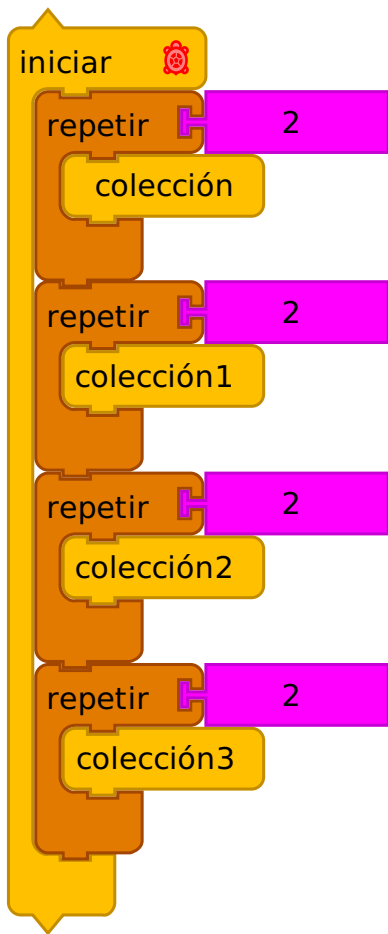 iniciar
repetir 2
colección
repetir 2
colección1
repetir 2
colección2
repetir 2
colección3